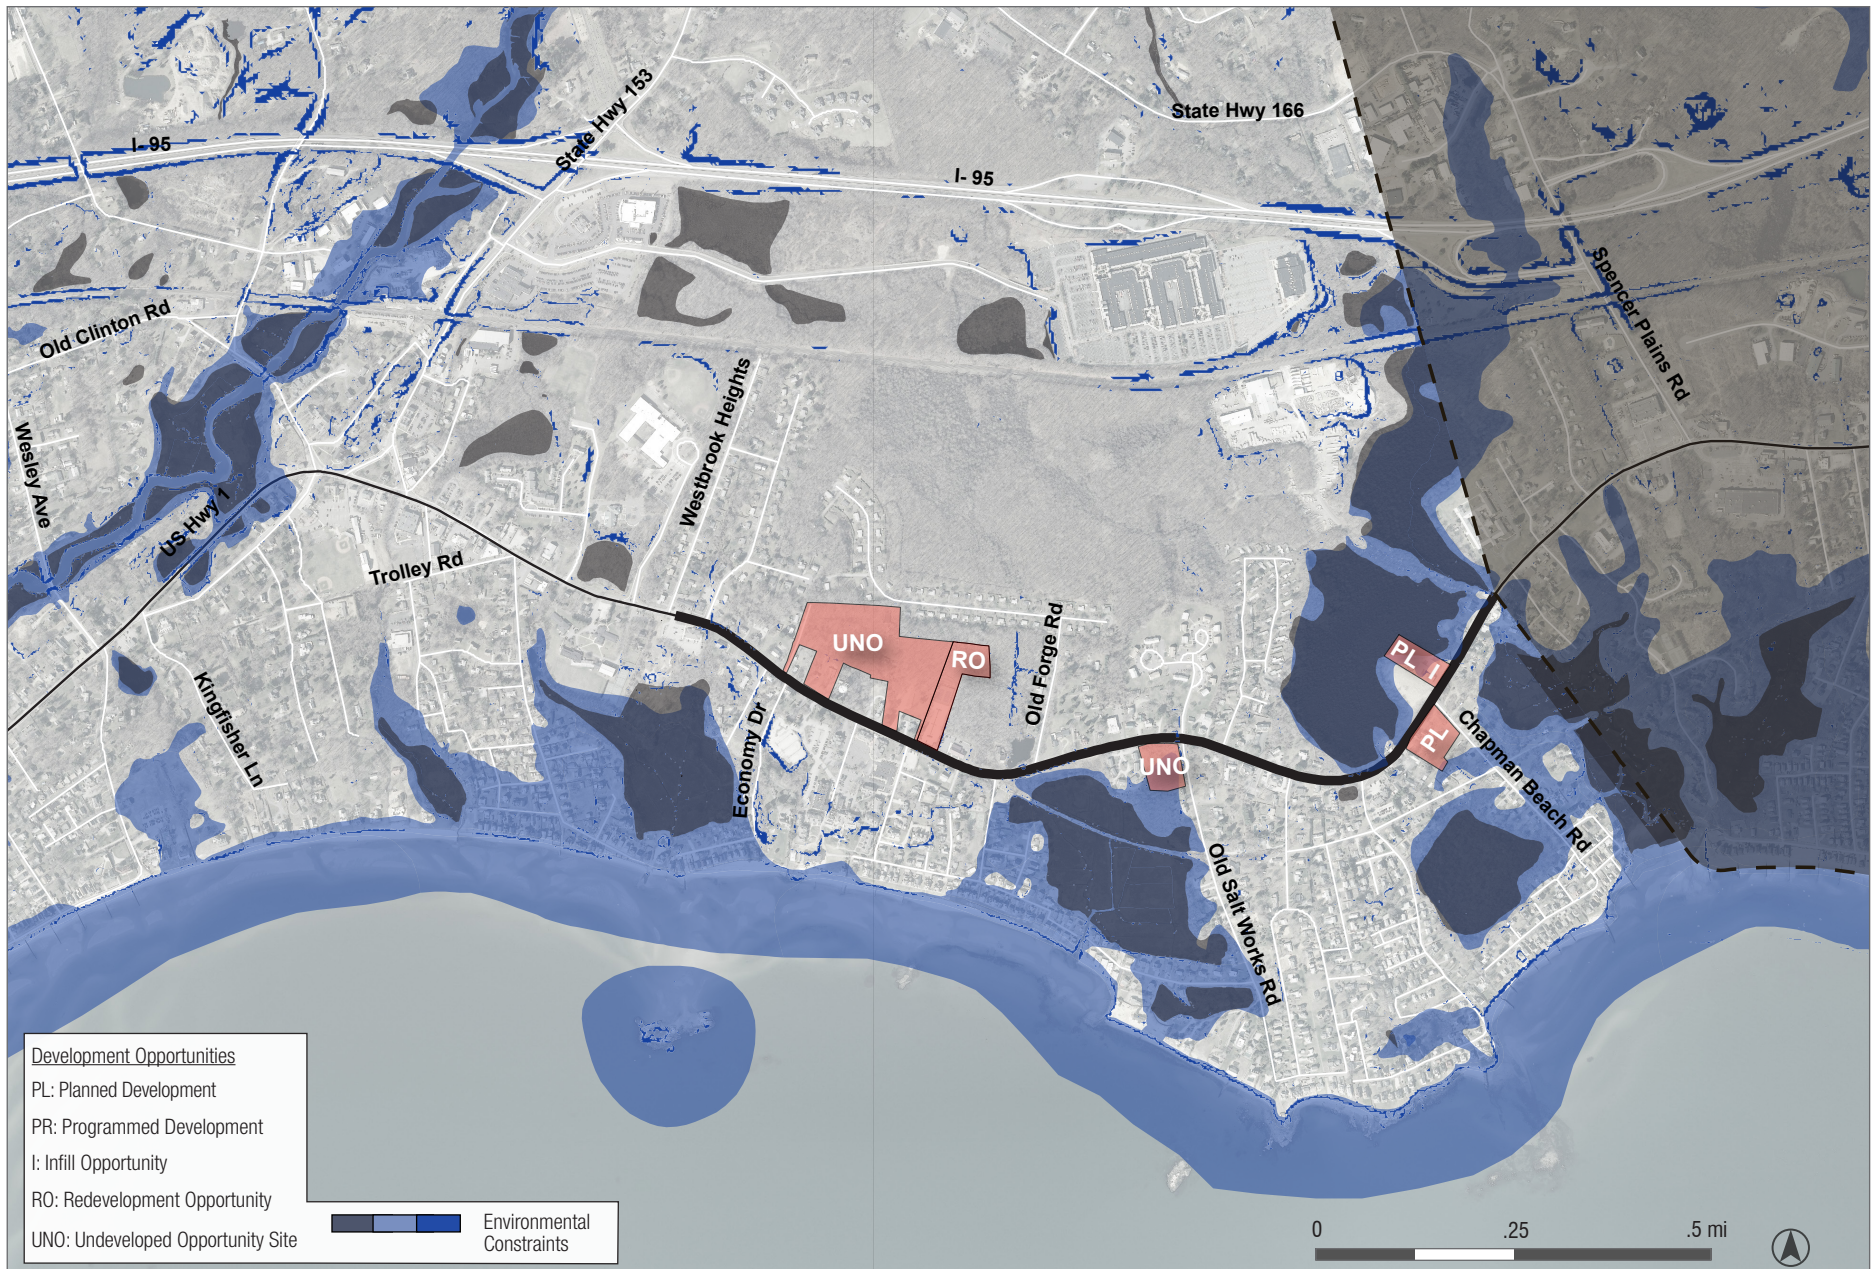 State Hwy 153
State Hwy 166
I- 95
I- 95
Spencer Plains Rd
Old Clinton Rd
Westbrook Heights
Wesley Ave
US Hwy 1
Trolley Rd
UNO
RO
PL I
Old Forge Rd
Kingfisher Ln
Economy Dr
PL
Chapman Beach Rd
UNO
Old Salt Works Rd
Development Opportunities
PL: Planned Development
PR: Programmed Development
I: Infill Opportunity
RO: Redevelopment Opportunity
UNO: Undeveloped Opportunity Site
Environmental
Constraints
0 .25 .5 mi